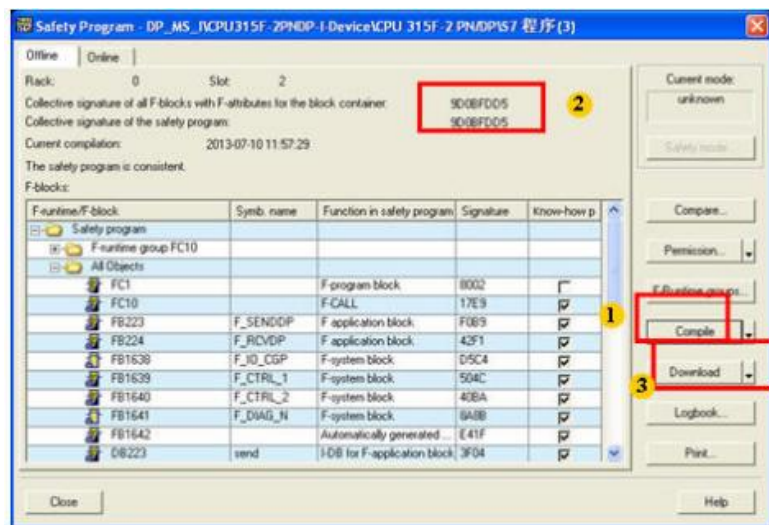 Safety Program - DP_MS_I\CPU315F-2PNDP-I-Device\CPU 315F-2 PN/DP\S7 程序(3)
Offline Online
Rack: 0 Slot: 2
Collective signature of all F-blocks with F-attributes for the block container: 9D0BFDD5
Collective signature of the safety program: 9D0BFDD5
Current compilation: 2013-07-10 11:57:29
The safety program is consistent.
F-blocks:
F-runtime/F-block Symb. name Function in safety program Signature Know-how p
Safety program
F-runtime group FC10
All Objects
FC1 F-program block 8002
FC10 F-CALL 17E9
FB223 F_SENDDP F application block F0B9
FB224 F_RCVDP F application block 42F1
FB1638 F_IO_CGP F-system block D5C4
FB1639 F_CTRL_1 F-system block 504C
FB1640 F_CTRL_2 F-system block 40BA
FB1641 F_DIAG_N F-system block
FB1642 Automatically generated ... E41F
DB223 send I-DB for F-application block 3F04
Current mode:
unknown
Safety mode...
Compare...
Permission...
F-Runtime groups...
Compile
Download
Logbook...
Print...
1
2
3
Close Help